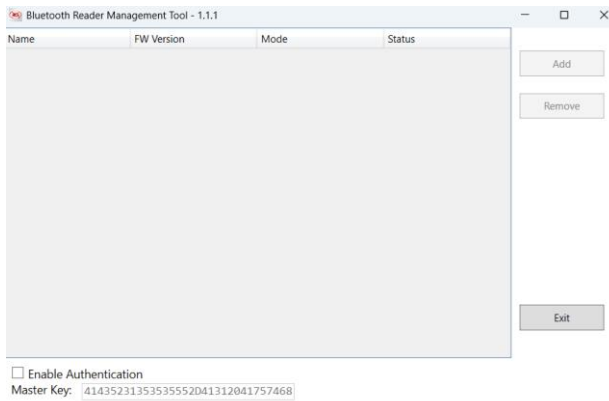 Bluetooth Reader Management Tool - 1.1.1
Name FW Version Mode Status
Add
Remove
Exit
Enable Authentication
Master Key: 41435231353535552D41312041757468